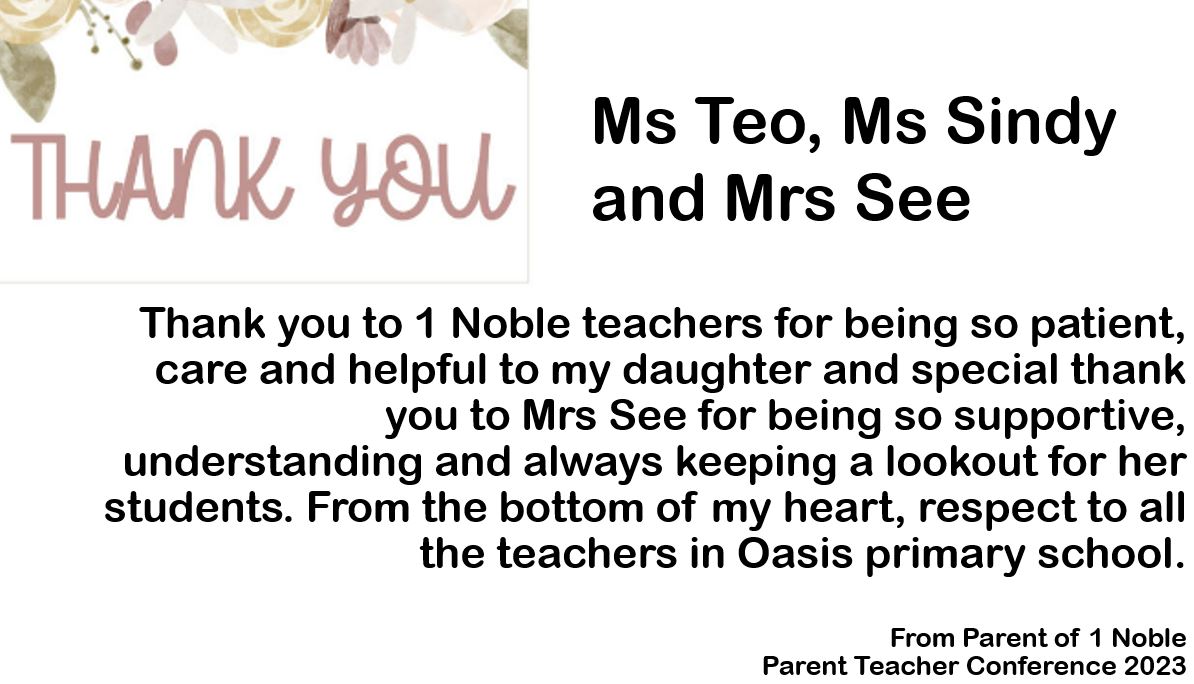 THANK YOU
Ms Teo, Ms Sindy
and Mrs See
Thank you to 1 Noble teachers for being so patient,
care and helpful to my daughter and special thank
you to Mrs See for being so supportive,
understanding and always keeping a lookout for her
students. From the bottom of my heart, respect to all
the teachers in Oasis primary school.
From Parent of 1 Noble
Parent Teacher Conference 2023